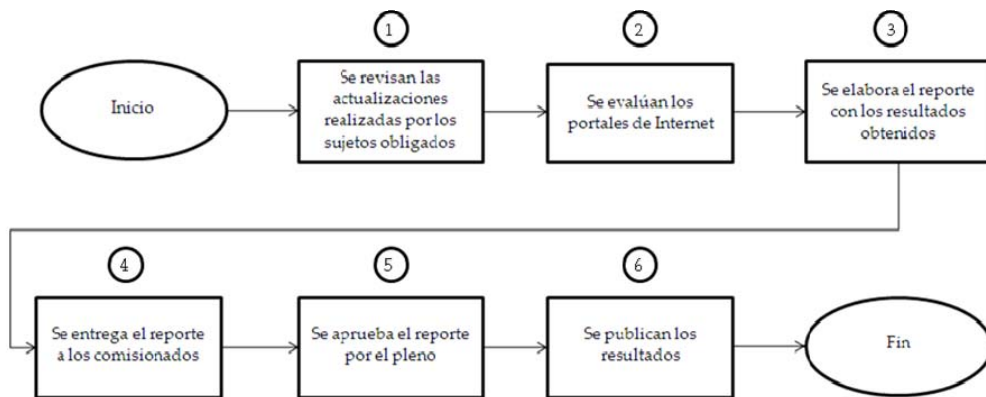 1
2
3
Inicio
Se revisan las
actualizaciones
realizadas por los
sujetos obligados
Se evalúan los
portales de Internet
Se elabora el reporte
con los resultados
obtenidos
4
5
6
Se entrega el reporte
a los comisionados
Se aprueba el reporte
por el pleno
Se publican los
resultados
Fin